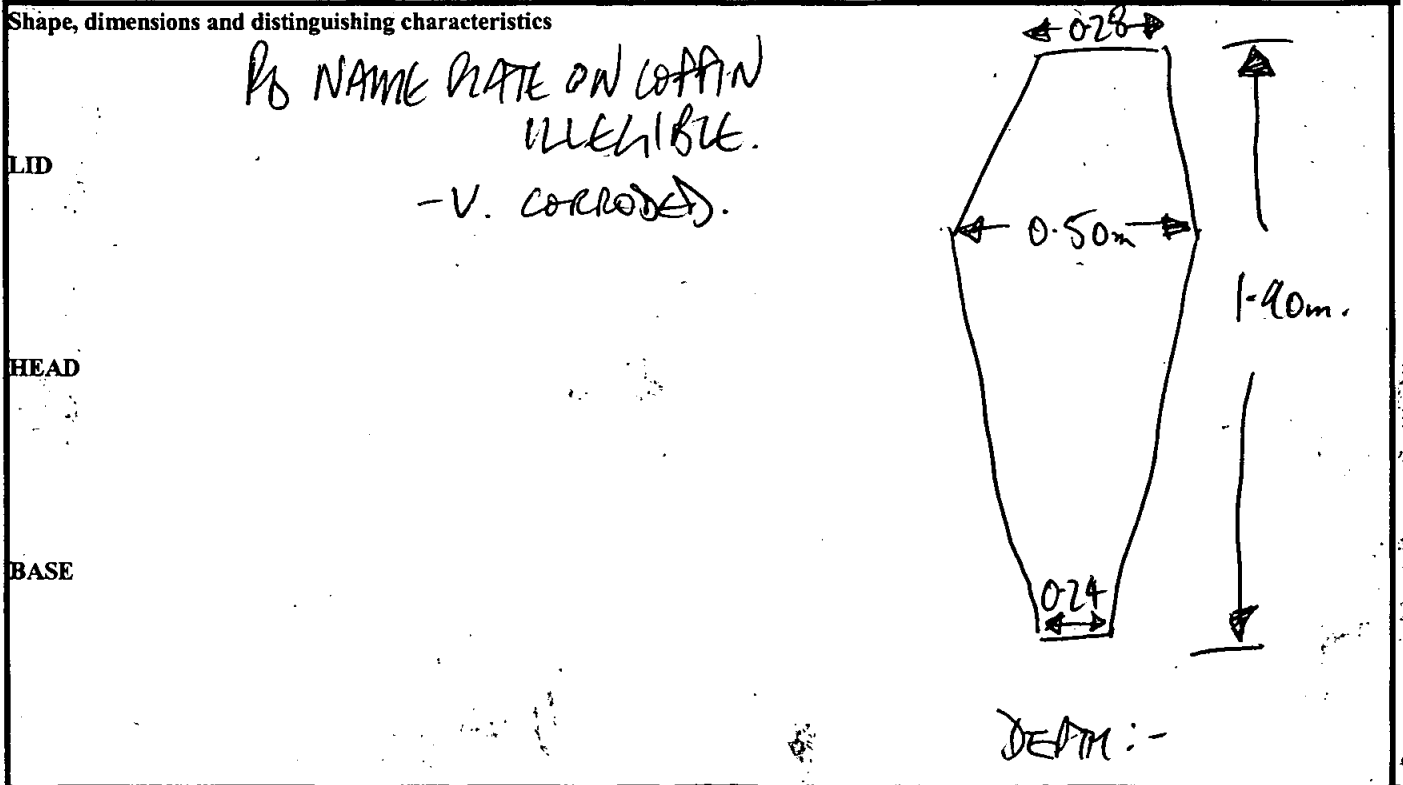 Shape, dimensions and distinguishing characteristics
Pb NAME PLATE ON COFFIN
ILLEGIBLE.
LID
-V. CORRODED.
HEAD
BASE
0.28
0.50m
1.90m.
0.24
DEPTH:-